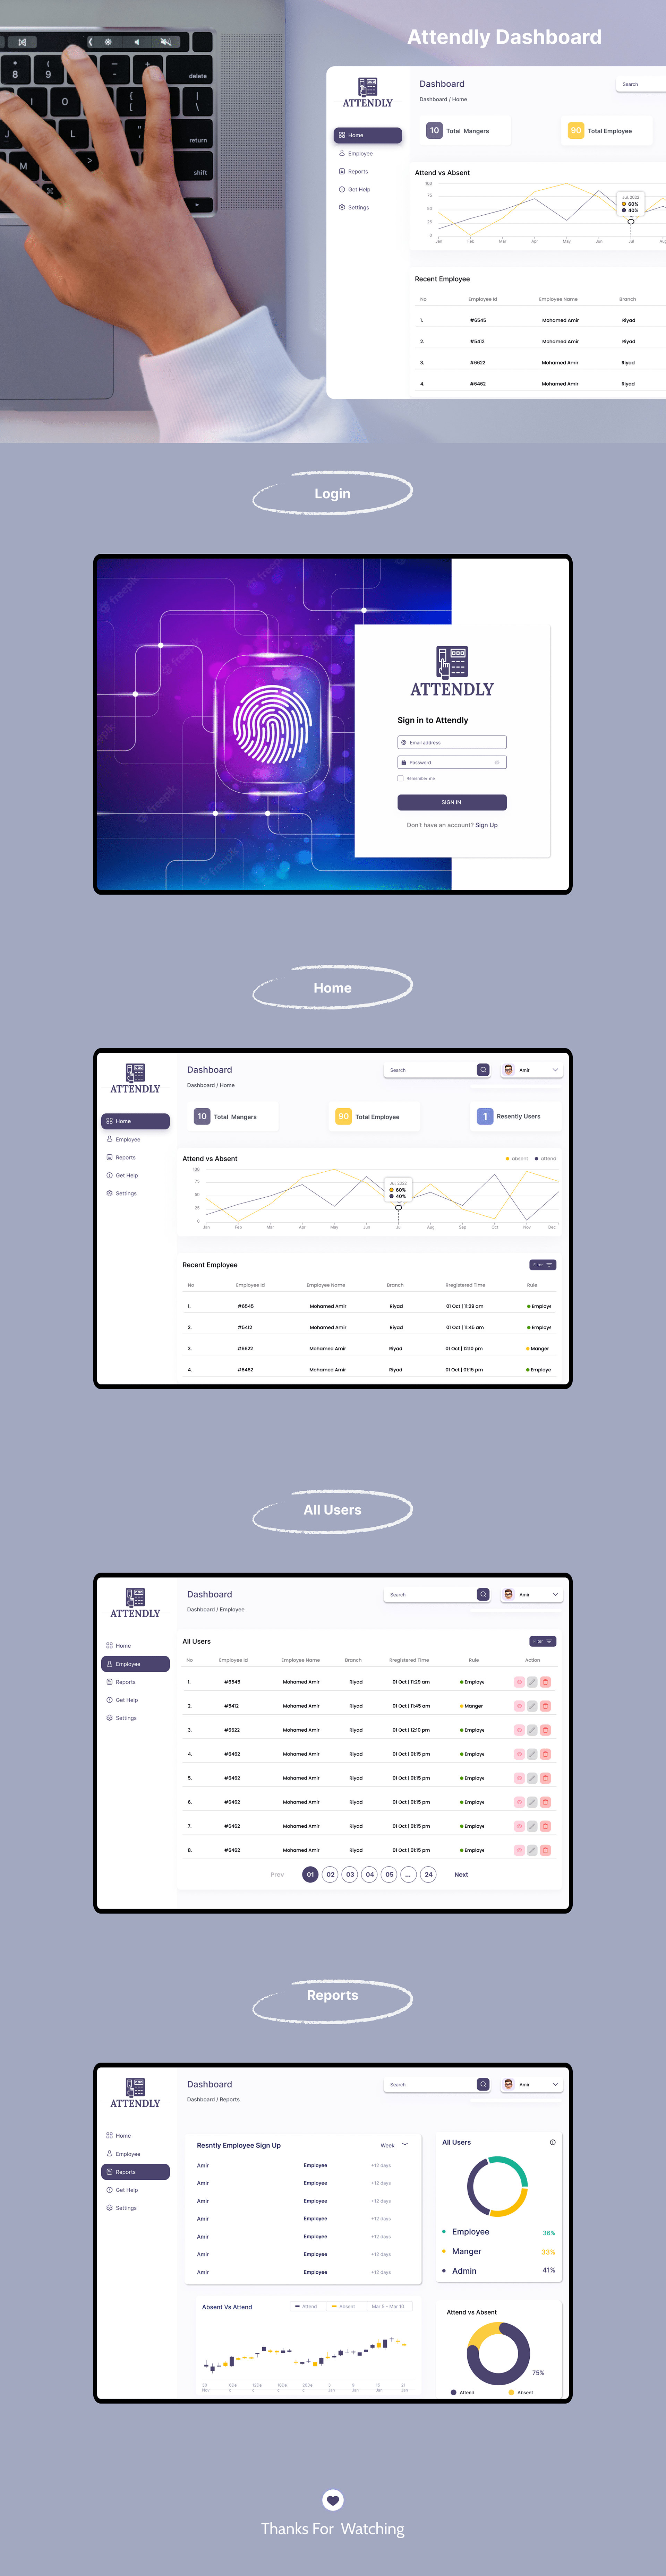 Attendly Dashboard
ATTENDLY
Home
Employee
Reports
Get Help
Settings
Dashboard
Search
Dashboard / Home
10 Total Mangers
90 Total Employee
Attend vs Absent
100
75
50
25
0
Jul, 2022
60%
40%
Jan Feb Mar Apr May Jun Jul Aug
Recent Employee
No Employee Id Employee Name Branch
1. #6545 Mohamed Amir Riyad
2. #5412 Mohamed Amir Riyad
3. #6622 Mohamed Amir Riyad
4. #6462 Mohamed Amir Riyad
delete
return
shift
Login
freepik
ATTENDLY
Sign in to Attendly
Email address
Password
Remember me
SIGN IN
Don't have an account? Sign Up
Home
ATTENDLY
Home
Employee
Reports
Get Help
Settings
Dashboard
Search
Amir
Dashboard / Home
10 Total Mangers
90 Total Employee
1 Resently Users
Attend vs Absent
absent attend
100
75
50
25
0
Jul, 2022
60%
40%
Jan Feb Mar Apr May Jun Jul Aug Sep Oct Nov Dec
Recent Employee
Filter
No Employee Id Employee Name Branch Rregistered Time Rule
1. #6545 Mohamed Amir Riyad 01 Oct | 11:29 am Employe
2. #5412 Mohamed Amir Riyad 01 Oct | 11:45 am Employe
3. #6622 Mohamed Amir Riyad 01 Oct | 12:10 pm Manger
4. #6462 Mohamed Amir Riyad 01 Oct | 01:15 pm Employe
All Users
ATTENDLY
Home
Employee
Reports
Get Help
Settings
Dashboard
Search
Amir
Dashboard / Employee
All Users
Filter
No Employee Id Employee Name Branch Rregistered Time Rule Action
1. #6545 Mohamed Amir Riyad 01 Oct | 11:29 am Employe
2. #5412 Mohamed Amir Riyad 01 Oct | 11:45 am Manger
3. #6622 Mohamed Amir Riyad 01 Oct | 12:10 pm Employe
4. #6462 Mohamed Amir Riyad 01 Oct | 01:15 pm Employe
5. #6462 Mohamed Amir Riyad 01 Oct | 01:15 pm Employe
6. #6462 Mohamed Amir Riyad 01 Oct | 01:15 pm Employe
7. #6462 Mohamed Amir Riyad 01 Oct | 01:15 pm Employe
8. #6462 Mohamed Amir Riyad 01 Oct | 01:15 pm Employe
Prev 01 02 03 04 05 ... 24 Next
Reports
ATTENDLY
Home
Employee
Reports
Get Help
Settings
Dashboard
Search
Amir
Dashboard / Reports
Resntly Employee Sign Up
Week
Amir Employee +12 days
Amir Employee +12 days
Amir Employee +12 days
Amir Employee +12 days
Amir Employee +12 days
Amir Employee +12 days
Amir Employee +12 days
All Users
Employee 36%
Manger 33%
Admin 41%
Absent Vs Attend
Attend Absent Mar 5 - Mar 10
3 Jan
Attend vs Absent
75%
Attend Absent
Thanks For Watching